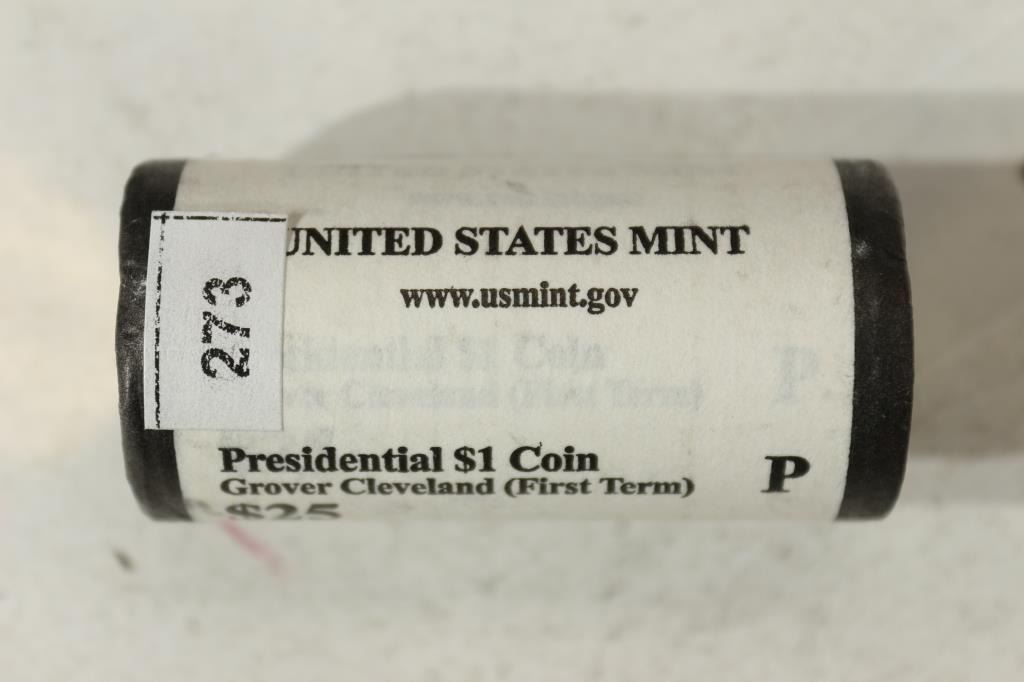 273
UNITED STATES MINT
www.usmint.gov
Presidential $1 Coin
Grover Cleveland (First Term)
P
$25